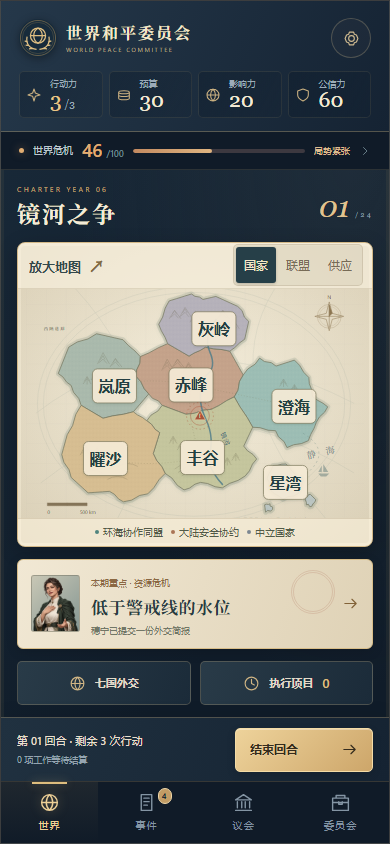 世界和平委员会
WORLD PEACE COMMITTEE
行动力
3 /3
预算
30
影响力
20
公信力
60
世界危机 46 /100 局势紧张
CHARTER YEAR 06
镜河之争
01 / 24
放大地图
国家 联盟 供应
N
灰岭
岚原
赤峰
澄海
镜河
曜沙
丰谷
静 海
星湾
0 500 km
环海协作同盟 大陆安全协约 中立国家
本期重点 · 资源危机
低于警戒线的水位
穗宁已提交一份外交简报
七国外交
执行项目 0
第 01 回合 · 剩余 3 次行动
0 项工作等待结算
结束回合
4
世界 事件 议会 委员会